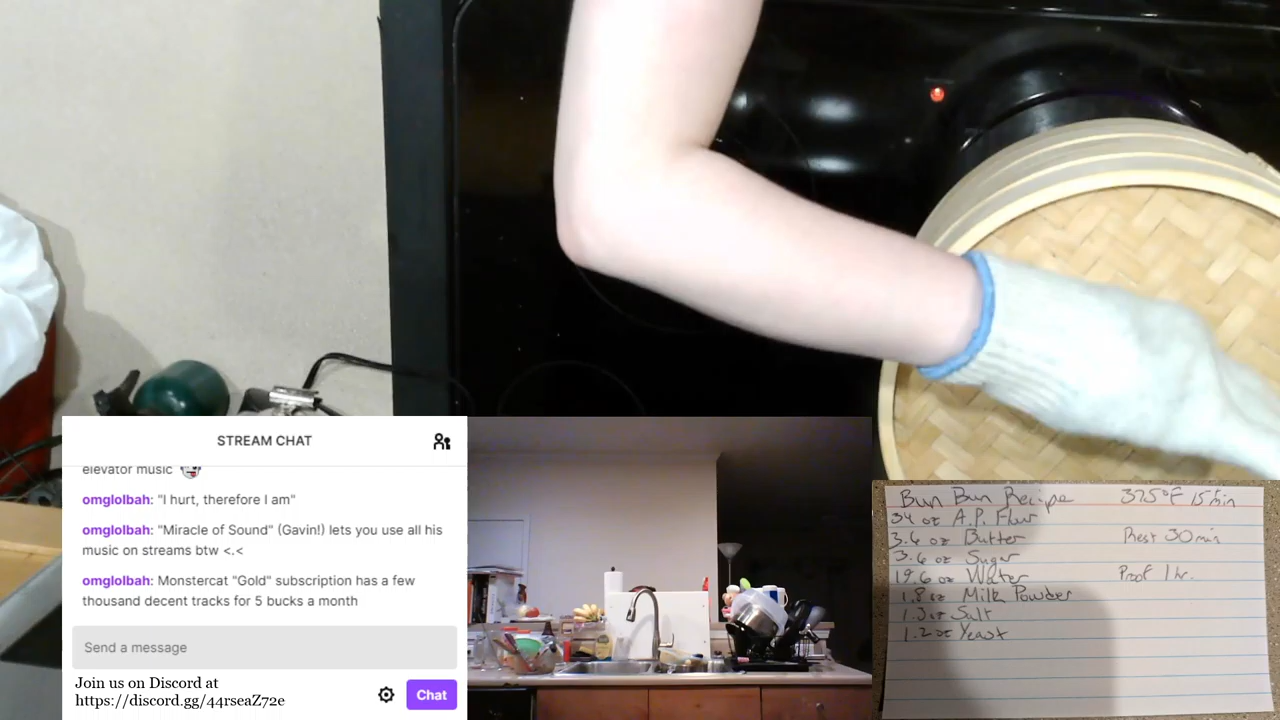 STREAM CHAT
elevator music
omglolbah: "I hurt, therefore I am"
omglolbah: "Miracle of Sound" (Gavin!) lets you use all his
music on streams btw <.<
omglolbah: Monstercat "Gold" subscription has a few
thousand decent tracks for 5 bucks a month
Send a message
Join us on Discord at
https://discord.gg/44rseaZ72e
Chat
Bun Bun Recipe 375°F 15 min
34 oz A.P. Flour
3.6 oz Butter Rest 30 min
3.6 oz Sugar
19.6 oz Water Proof 1 hr.
1.8 oz Milk Powder
oz Salt
1.2 oz Yeast